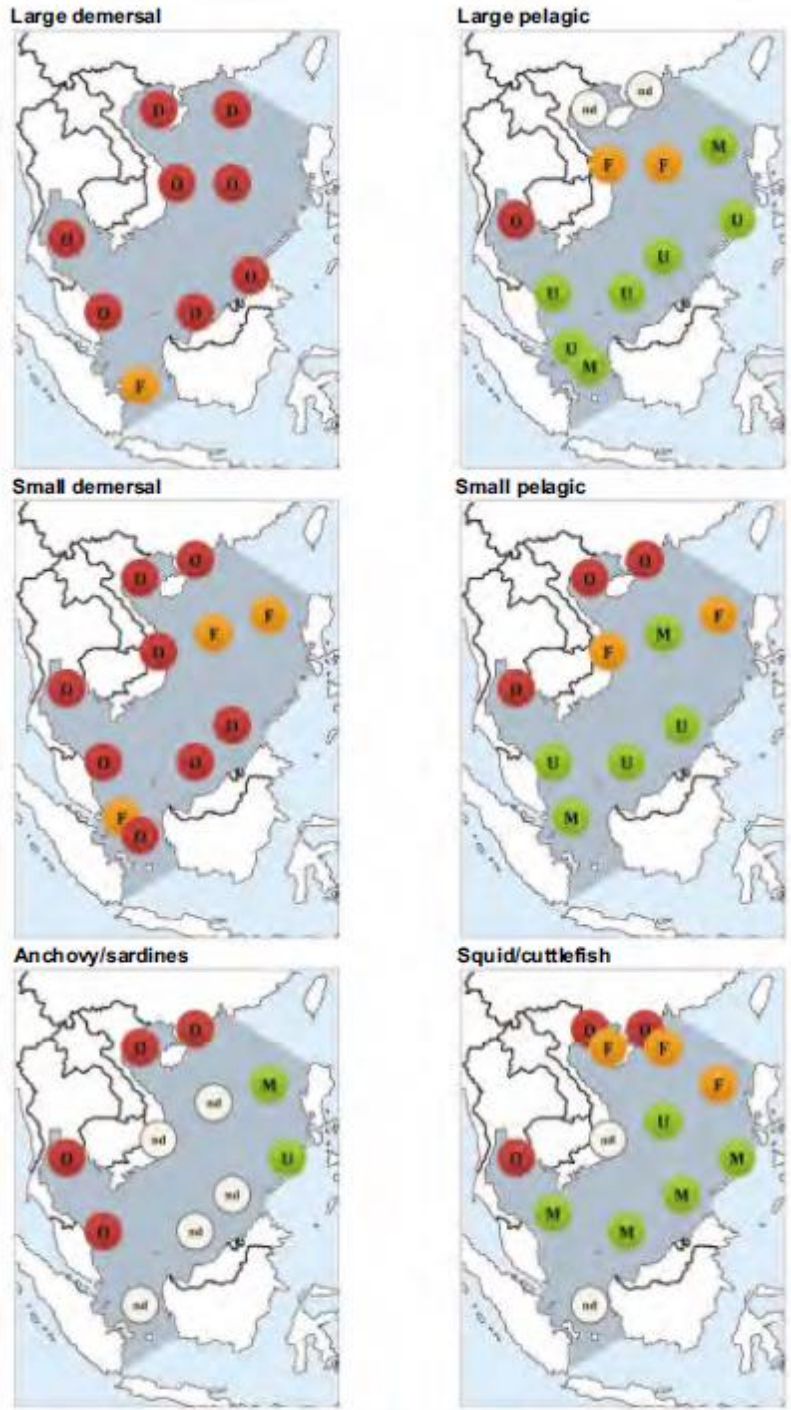 Large demersal
D D
O O
O
O
O O
F
Large pelagic
nd nd
M
F F
O U
U
U U
U
M
Small demersal
O
O
F
F
O
O
O
O O
F
O
Small pelagic
O
O
F
M
F
O
U
U U
M
Anchovy/sardines
O
O
M
nd
nd
O U
nd
O nd
nd
Squid/cuttlefish
O O
F F
F
U
nd
O M
M
M
M
nd